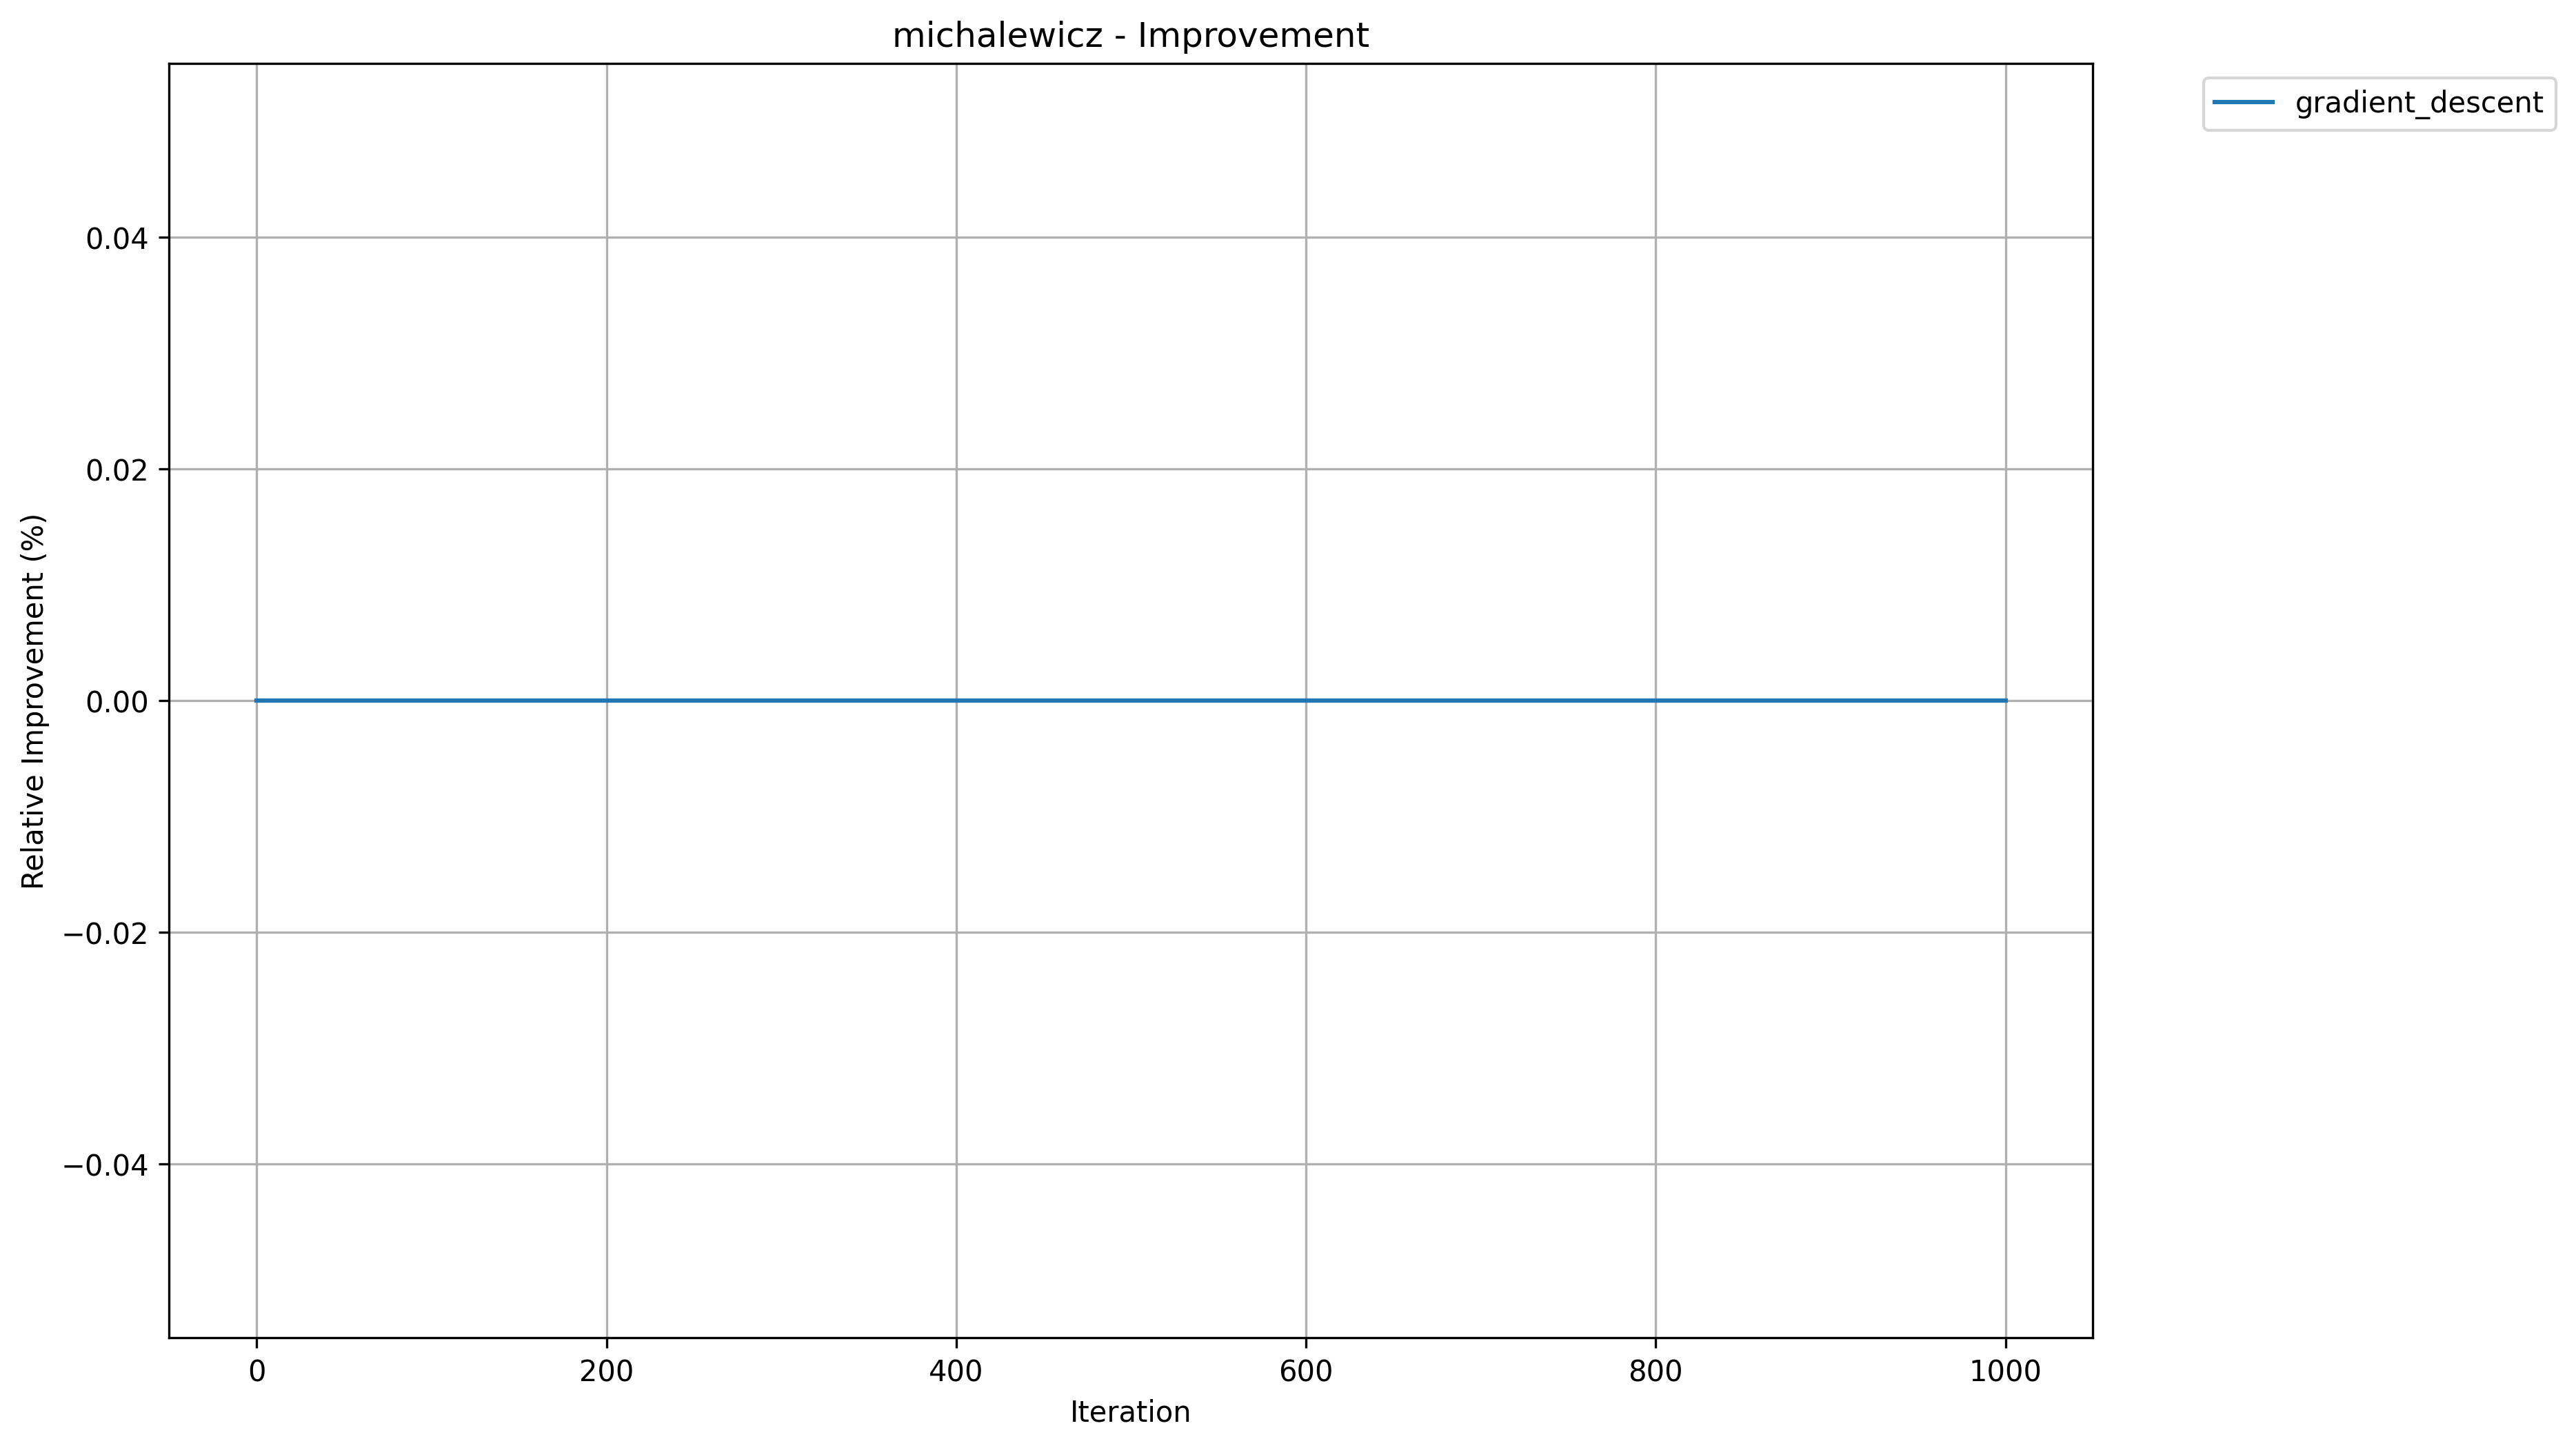 michalewicz - Improvement
gradient_descent
Relative Improvement (%)
0.04
0.02
0.00
−0.02
−0.04
0 200 400 600 800 1000
Iteration